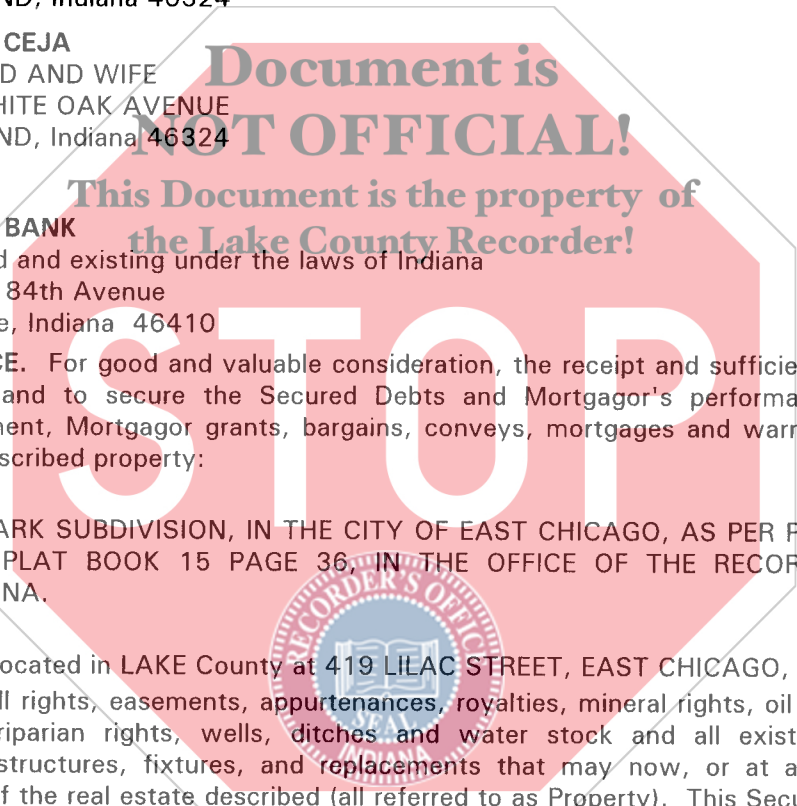 ND, Indiana 46324
CEJA
D AND WIFE
HITE OAK AVENUE
ND, Indiana 46324
Document is
NOT OFFICIAL!
This Document is the property of
the Lake County Recorder!
BANK
d and existing under the laws of Indiana
84th Avenue
e, Indiana 46410
CE. For good and valuable consideration, the receipt and sufficie
and to secure the Secured Debts and Mortgagor's performa
ent, Mortgagor grants, bargains, conveys, mortgages and warr
scribed property:
STOP
ARK SUBDIVISION, IN THE CITY OF EAST CHICAGO, AS PER P
PLAT BOOK 15 PAGE 36, IN THE OFFICE OF THE RECOR
NA.
RECORDER'S OFFICE
SEAL
INDIANA
ocated in LAKE County at 419 LILAC STREET, EAST CHICAGO,
ll rights, easements, appurtenances, royalties, mineral rights, oil
riparian rights, wells, ditches and water stock and all exist
structures, fixtures, and replacements that may now, or at a
f the real estate described (all referred to as Property). This Secu